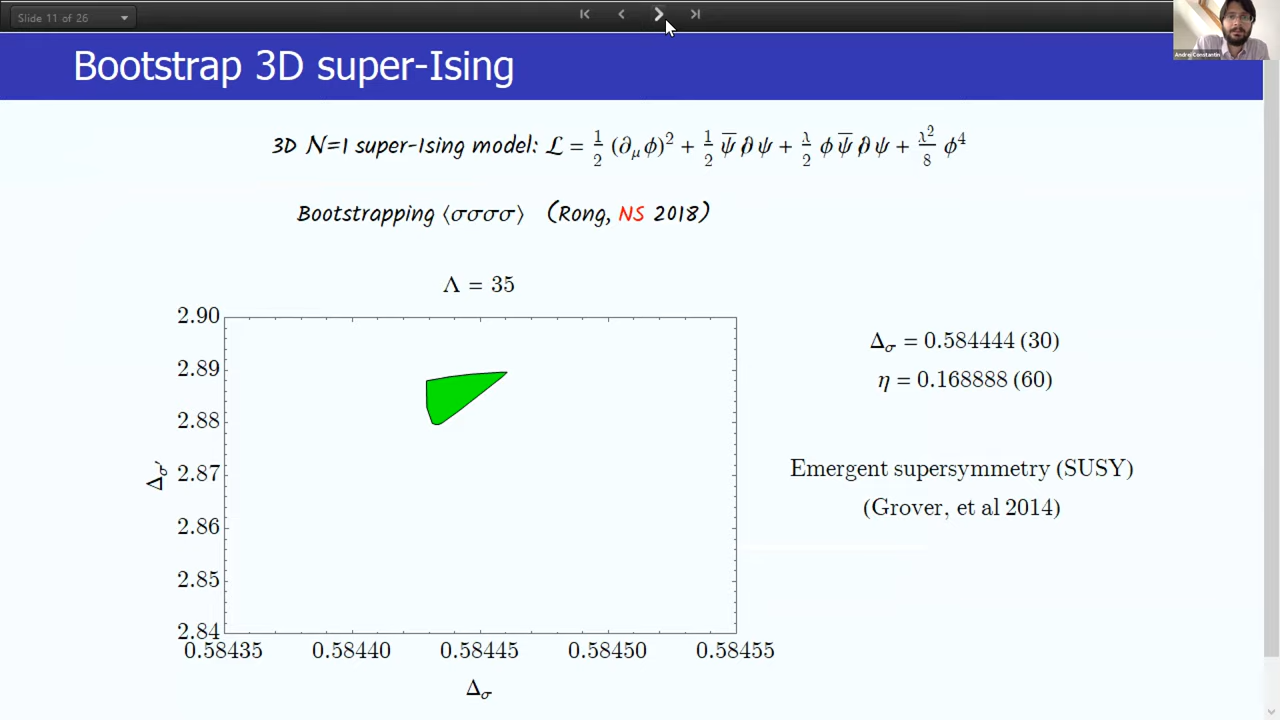 Slide 11 of 26
Andre Constantin
Bootstrap 3D super-Ising
3D N=1 super-Ising model: ℒ = 1/2 (∂_μ ϕ)² + 1/2 ψ̅ ∂̸ ψ + λ/2 ϕ ψ̅ ∂̸ ψ + λ²/8 ϕ⁴
Bootstrapping ⟨σσσσ⟩ (Rong, NS 2018)
Λ = 35
2.90
2.89
2.88
2.87
2.86
2.85
2.84
Δσ′
0.58435 0.58440 0.58445 0.58450 0.58455
Δσ
Δσ = 0.584444 (30)
η = 0.168888 (60)
Emergent supersymmetry (SUSY)
(Grover, et al 2014)